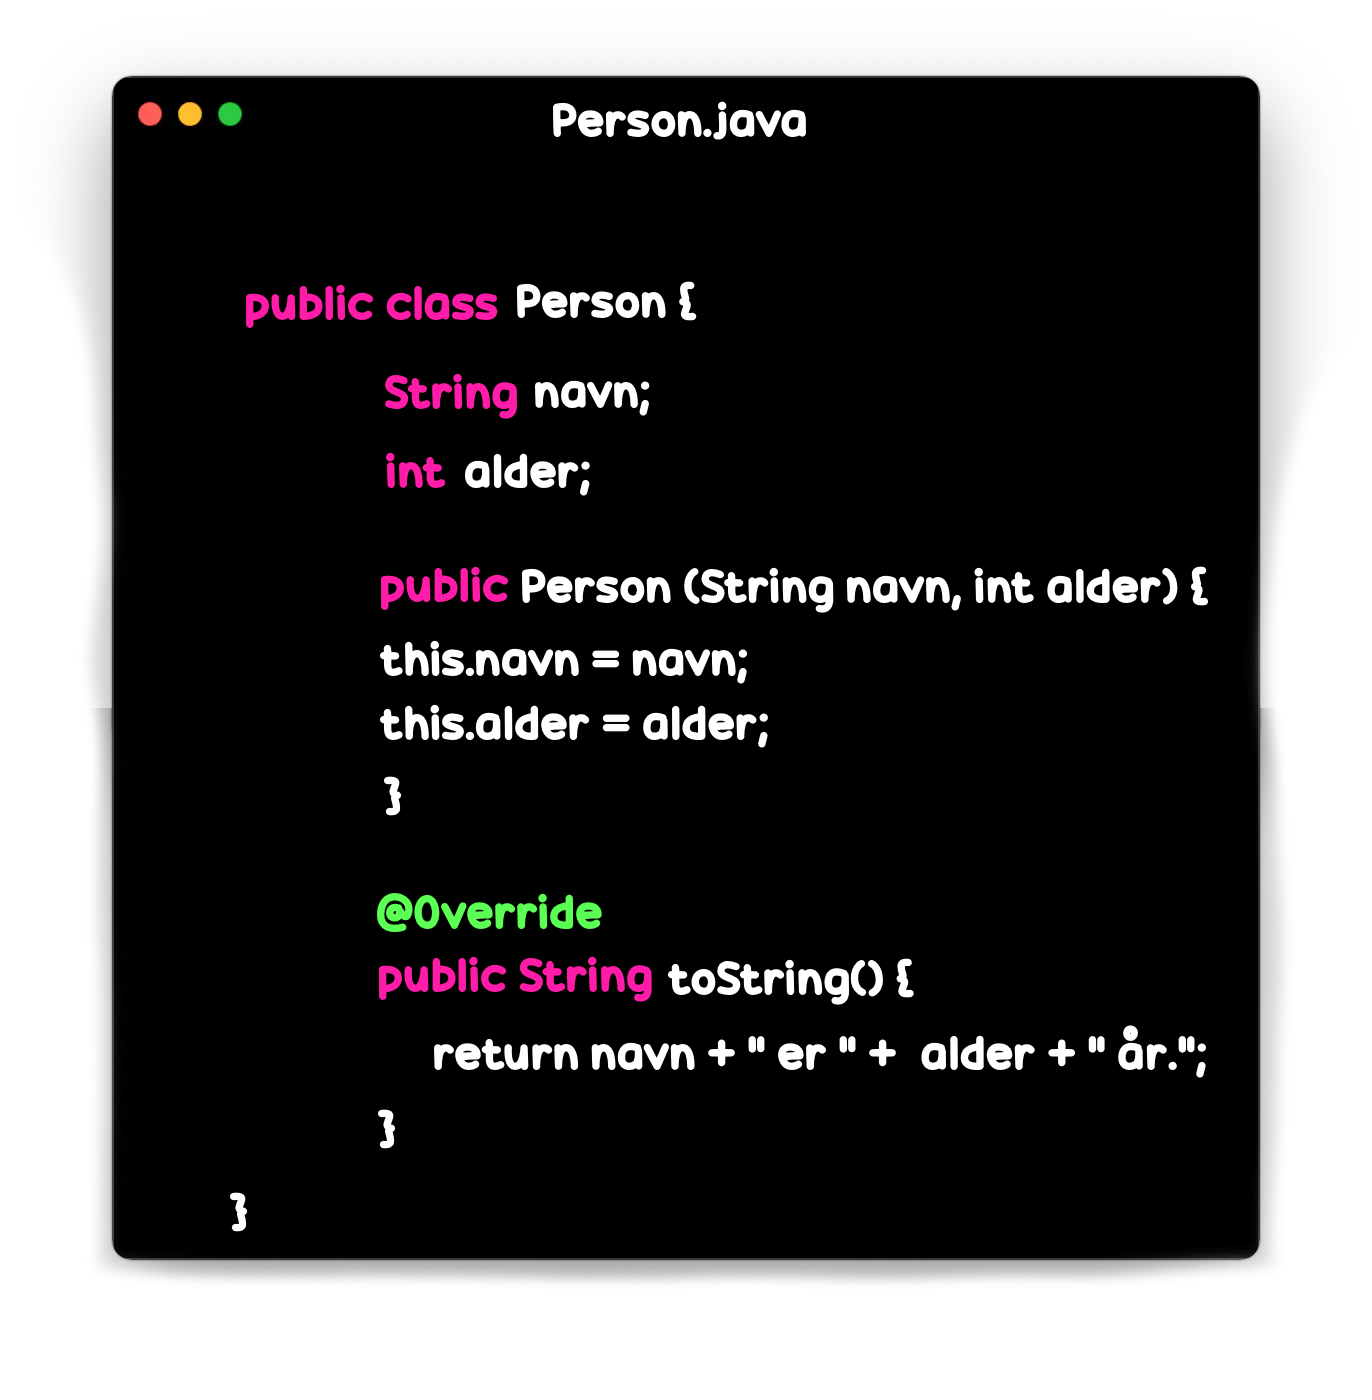 Person.java
public class Person {
String navn;
int alder;
public Person (String navn, int alder) {
this.navn = navn;
this.alder = alder;
}
@Override
public String toString() {
return navn + " er " + alder + " år.";
}
}